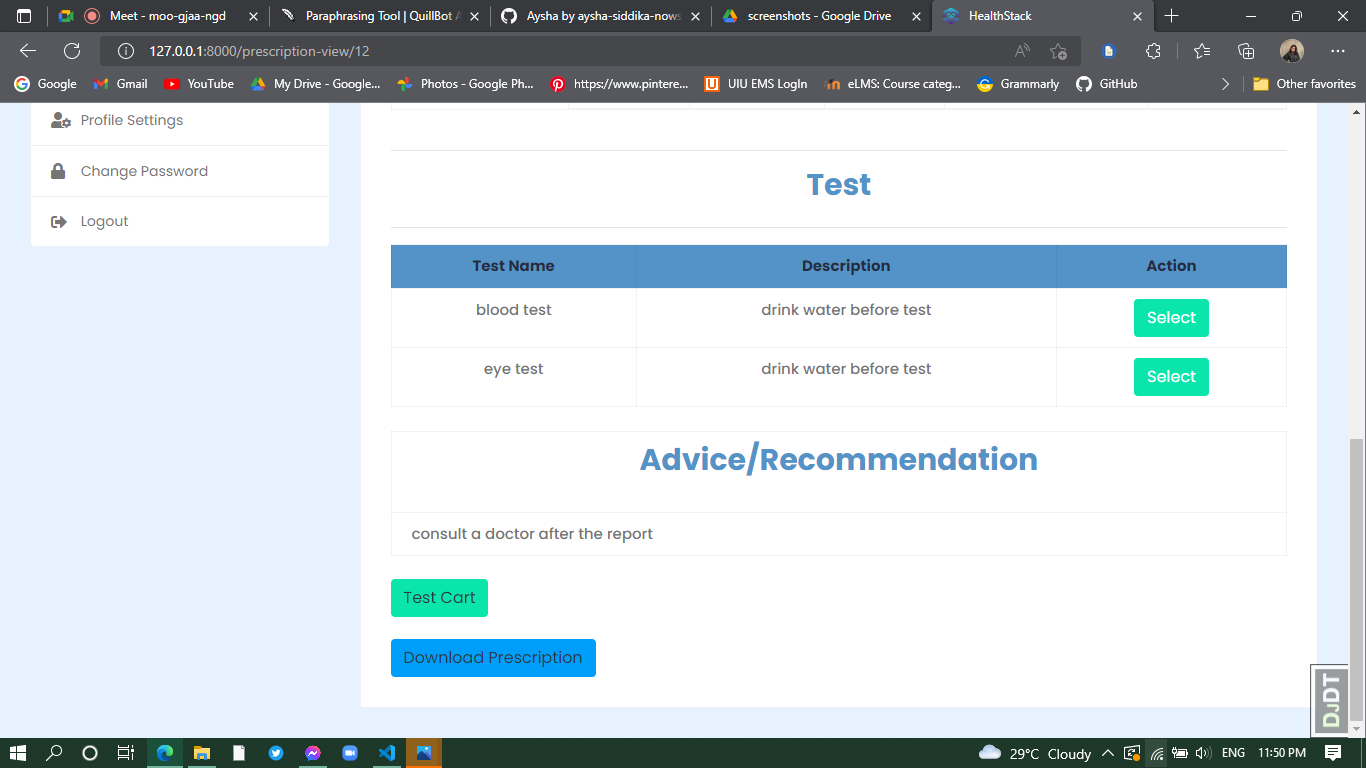 Meet - moo-gjaa-ngd
Paraphrasing Tool | QuillBot A
Aysha by aysha-siddika-nows
screenshots - Google Drive
HealthStack
127.0.0.1:8000/prescription-view/12
Google
Gmail
YouTube
My Drive - Google...
Photos - Google Ph...
https://www.pintere...
UIU EMS LogIn
eLMS: Course categ...
Grammarly
GitHub
Other favorites
Profile Settings
Change Password
Logout
Test
Test Name Description Action
blood test drink water before test Select
eye test drink water before test Select
Advice/Recommendation
consult a doctor after the report
Test Cart
Download Prescription
DjDT
29°C Cloudy ENG 11:50 PM